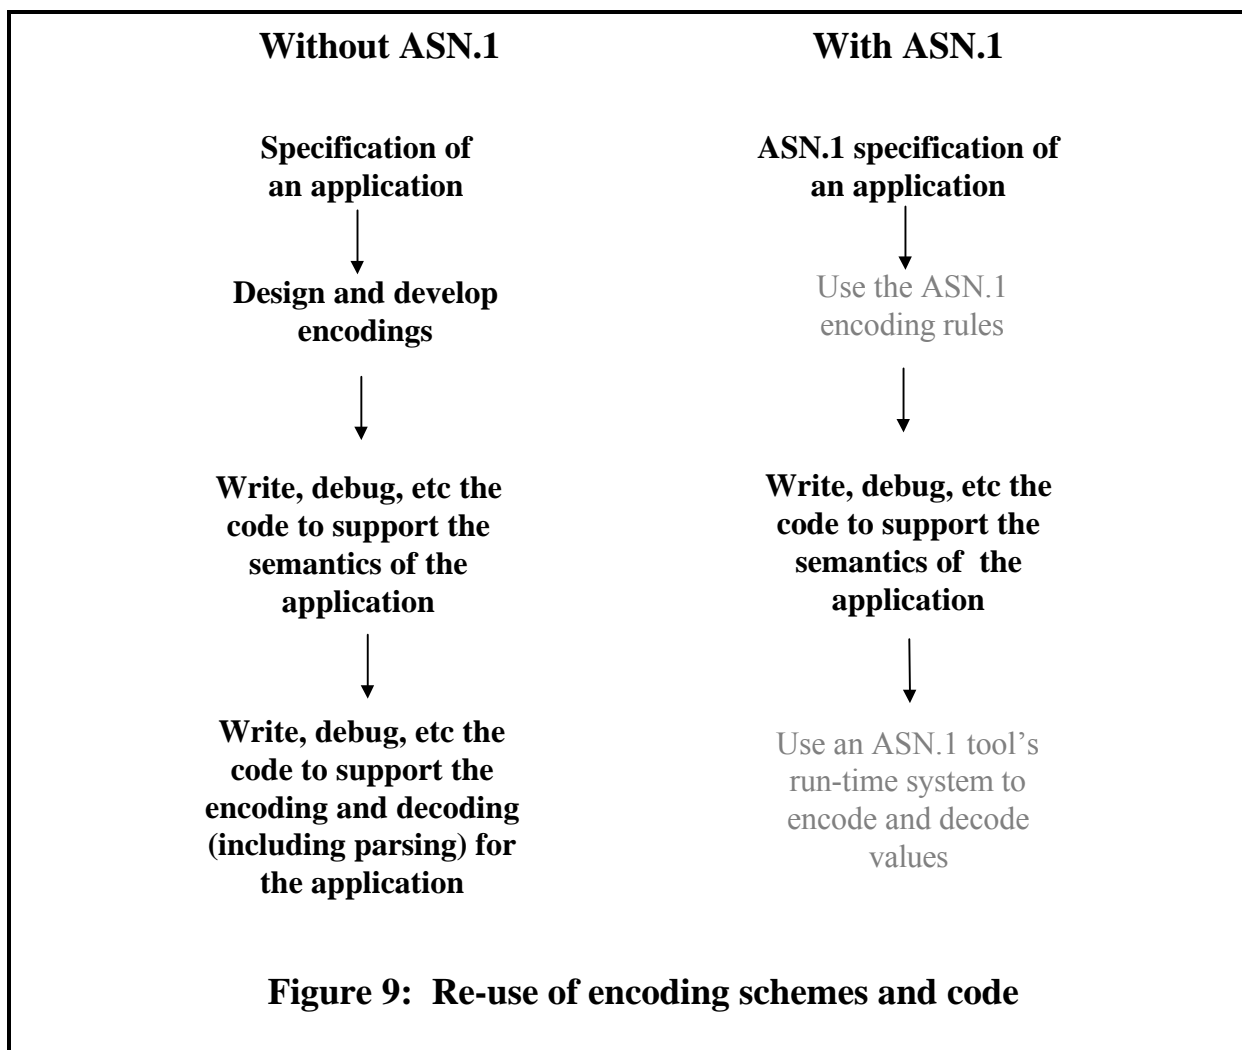 Without ASN.1
Specification of
an application
Design and develop
encodings
Write, debug, etc the
code to support the
semantics of the
application
Write, debug, etc the
code to support the
encoding and decoding
(including parsing) for
the application
With ASN.1
ASN.1 specification of
an application
Use the ASN.1
encoding rules
Write, debug, etc the
code to support the
semantics of  the
application
Use an ASN.1 tool’s
run-time system to
encode and decode
values
Figure 9:  Re-use of encoding schemes and code